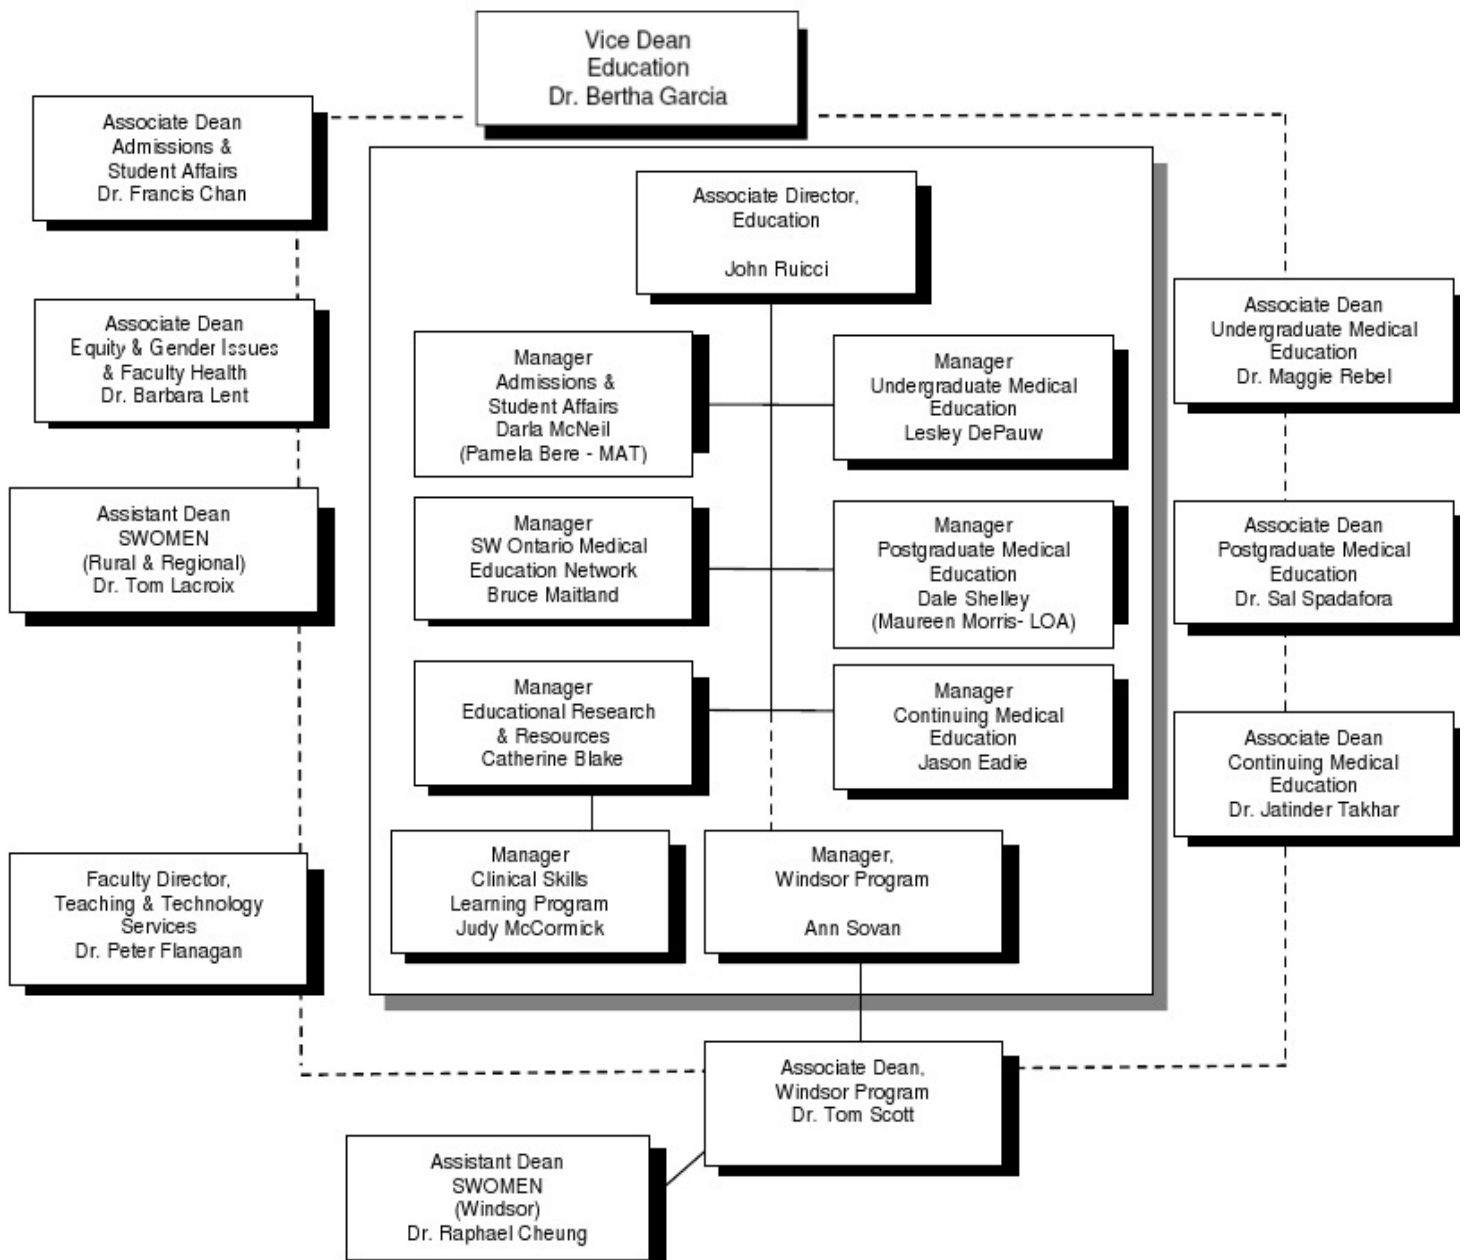 Vice Dean
Education
Dr. Bertha Garcia
Associate Dean
Admissions &
Student Affairs
Dr. Francis Chan
Associate Director,
Education
John Ruicci
Associate Dean
Equity & Gender Issues
& Faculty Health
Dr. Barbara Lent
Manager
Admissions &
Student Affairs
Darla McNeil
(Pamela Bere - MAT)
Manager
Undergraduate Medical
Education
Lesley DePauw
Associate Dean
Undergraduate Medical
Education
Dr. Maggie Rebel
Assistant Dean
SWOMEN
(Rural & Regional)
Dr. Tom Lacroix
Manager
SW Ontario Medical
Education Network
Bruce Maitland
Manager
Postgraduate Medical
Education
Dale Shelley
(Maureen Morris- LOA)
Associate Dean
Postgraduate Medical
Education
Dr. Sal Spadafora
Manager
Educational Research
& Resources
Catherine Blake
Manager
Continuing Medical
Education
Jason Eadie
Associate Dean
Continuing Medical
Education
Dr. Jatinder Takhar
Faculty Director,
Teaching & Technology
Services
Dr. Peter Flanagan
Manager
Clinical Skills
Learning Program
Judy McCormick
Manager,
Windsor Program
Ann Sovan
Associate Dean,
Windsor Program
Dr. Tom Scott
Assistant Dean
SWOMEN
(Windsor)
Dr. Raphael Cheung